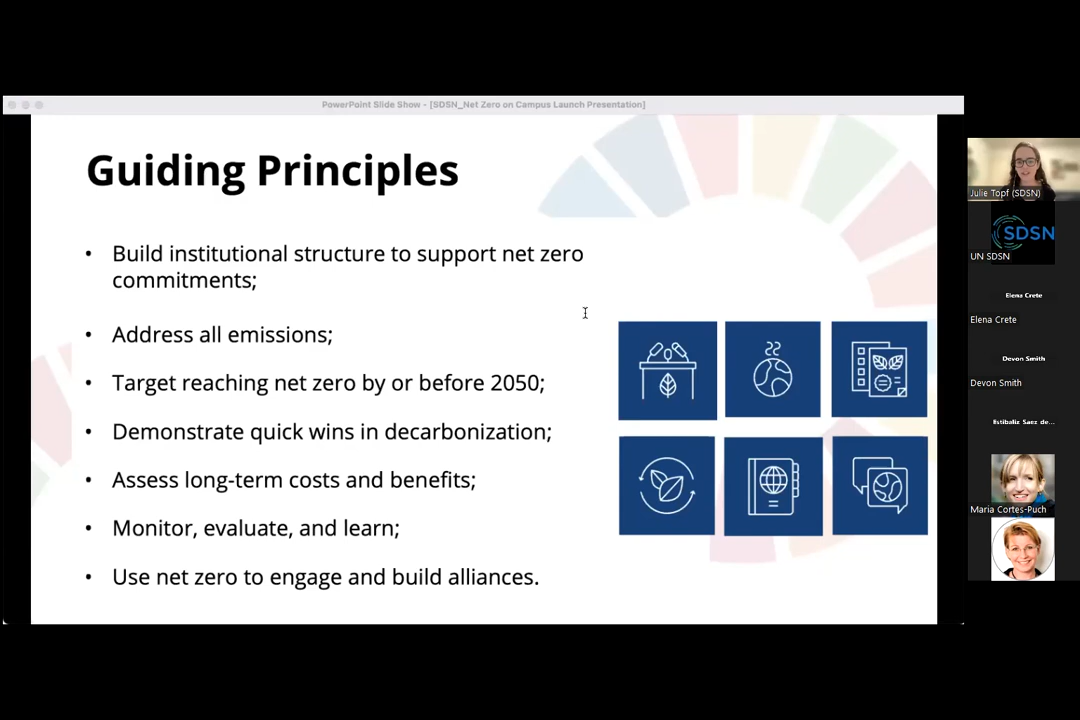 PowerPoint Slide Show - [SDSN_Net Zero on Campus Launch Presentation]
Guiding Principles
• Build institutional structure to support net zero
commitments;
• Address all emissions;
• Target reaching net zero by or before 2050;
• Demonstrate quick wins in decarbonization;
• Assess long-term costs and benefits;
• Monitor, evaluate, and learn;
• Use net zero to engage and build alliances.
Julie Topf (SDSN)
SDSN
UN SDSN
Elena Crete
Elena Crete
Devon Smith
Devon Smith
Estibaliz Saez de...
Maria Cortes-Puch